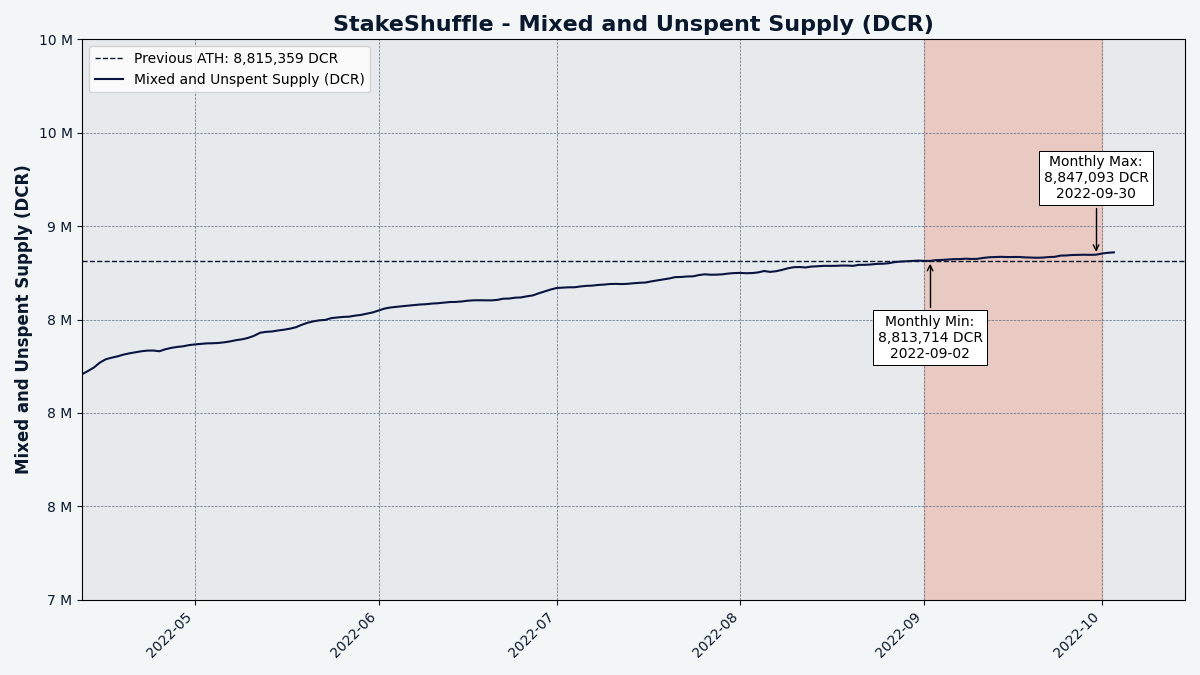 StakeShuffle - Mixed and Unspent Supply (DCR)
Previous ATH: 8,815,359 DCR
Mixed and Unspent Supply (DCR)
Mixed and Unspent Supply (DCR)
10 M
10 M
9 M
8 M
8 M
8 M
7 M
Monthly Max:
8,847,093 DCR
2022-09-30
Monthly Min:
8,813,714 DCR
2022-09-02
2022-05
2022-06
2022-07
2022-08
2022-09
2022-10